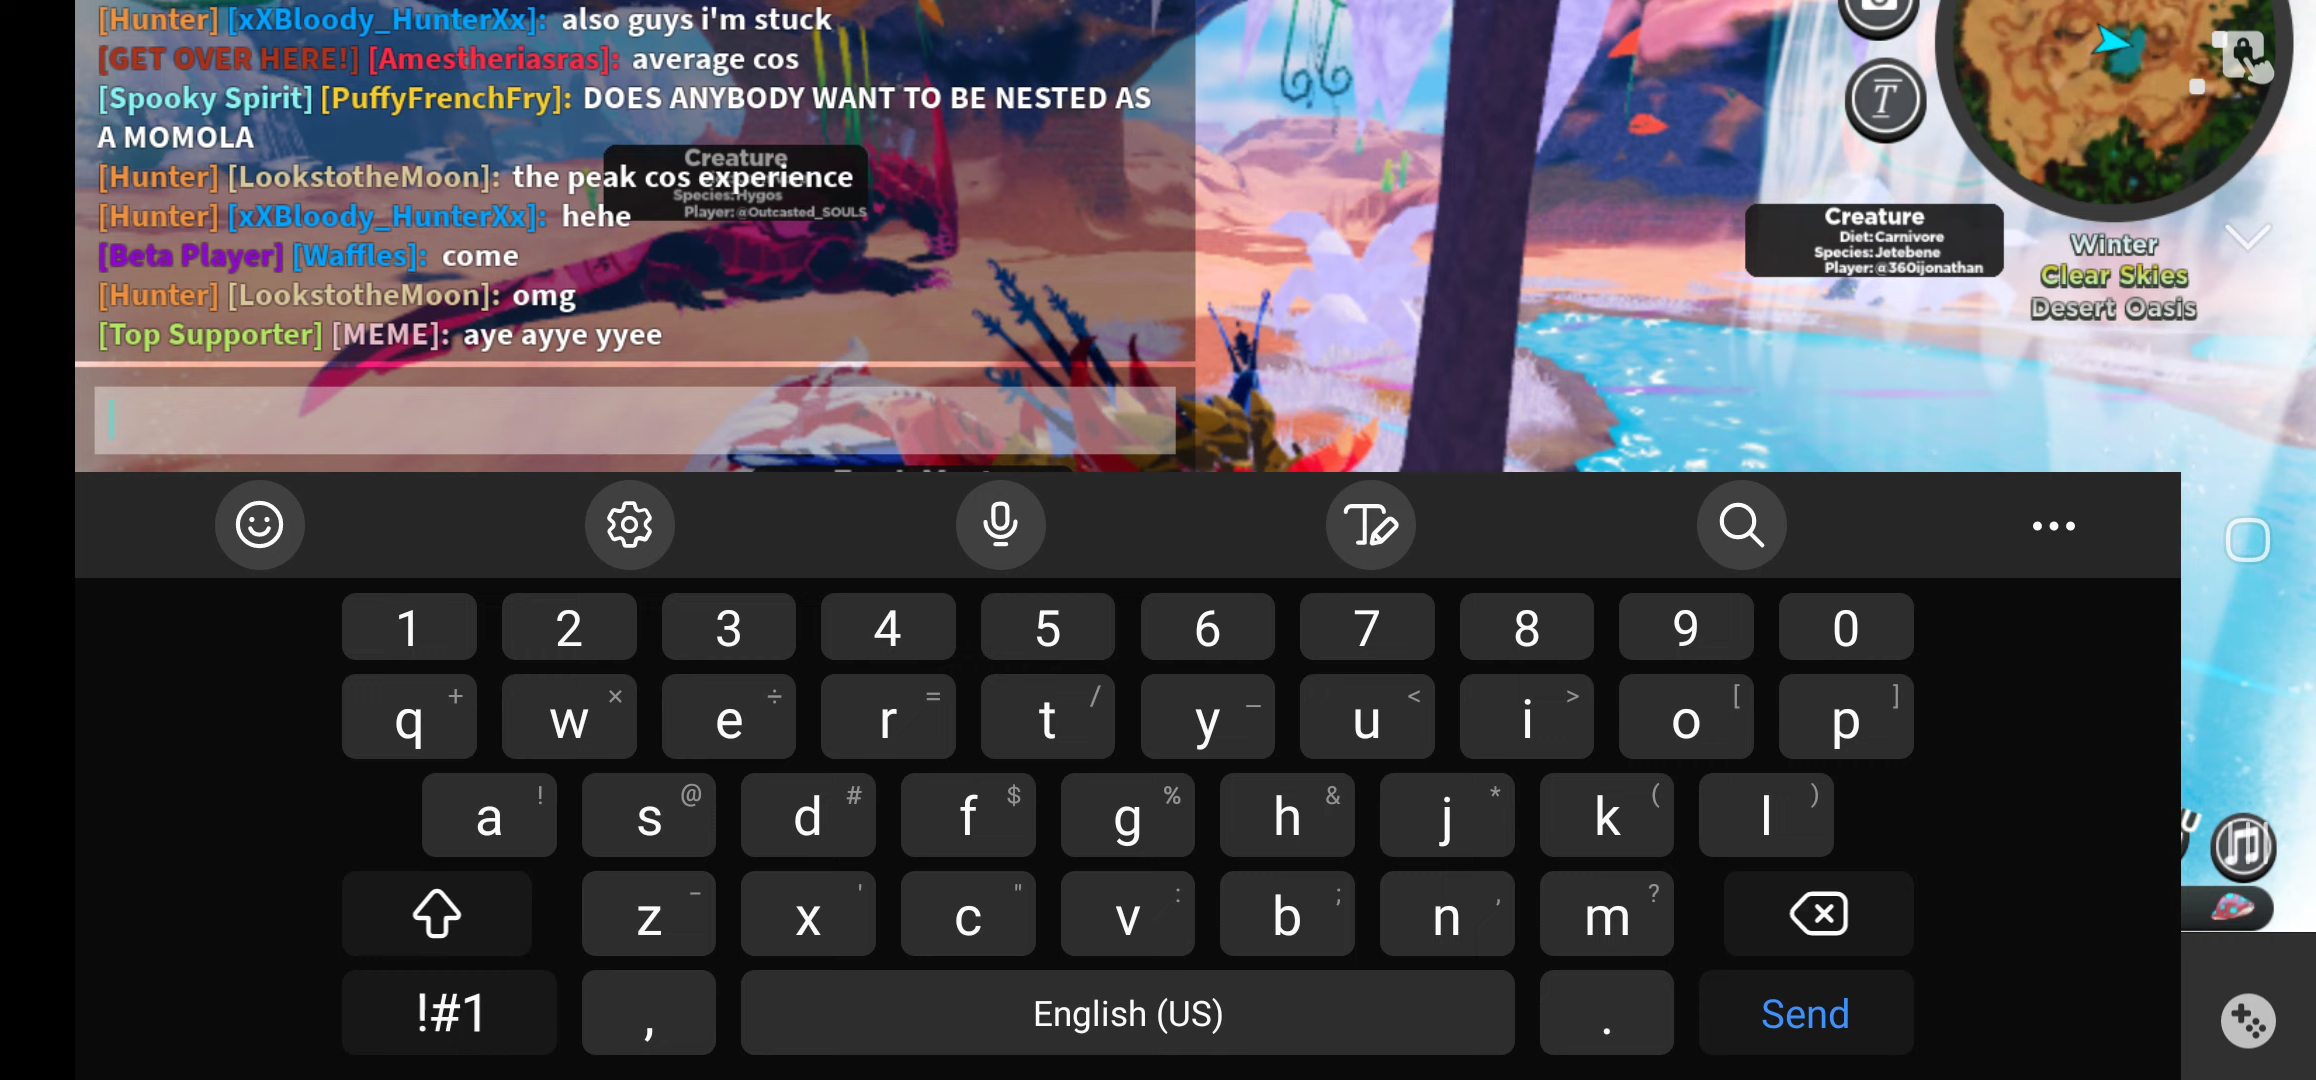 [Hunter] [xXBloody_HunterXx]: also guys i'm stuck
[GET OVER HERE!] [Amestheriasras]: average cos
[Spooky Spirit] [PuffyFrenchFry]: DOES ANYBODY WANT TO BE NESTED AS
A MOMOLA
[Hunter] [LookstotheMoon]: the peak cos experience
[Hunter] [xXBloody_HunterXx]: hehe
[Beta Player] [Waffles]: come
[Hunter] [LookstotheMoon]: omg
[Top Supporter] [MEME]: aye ayye yyee
Creature
Species:Hygos
Player:@Outcasted_SOULS
T
Creature
Diet:Carnivore
Species:Jetebene
Player:@360ijonathan
Winter
Clear Skies
Desert Oasis
1 2 3 4 5 6 7 8 9 0
q + w × e ÷ r = t / y _ u < i > o [ p ]
a ! s @ d # f $ g % h & j * k ( l )
z - x ' c " v : b ; n , m ?
!#1 , English (US) . Send